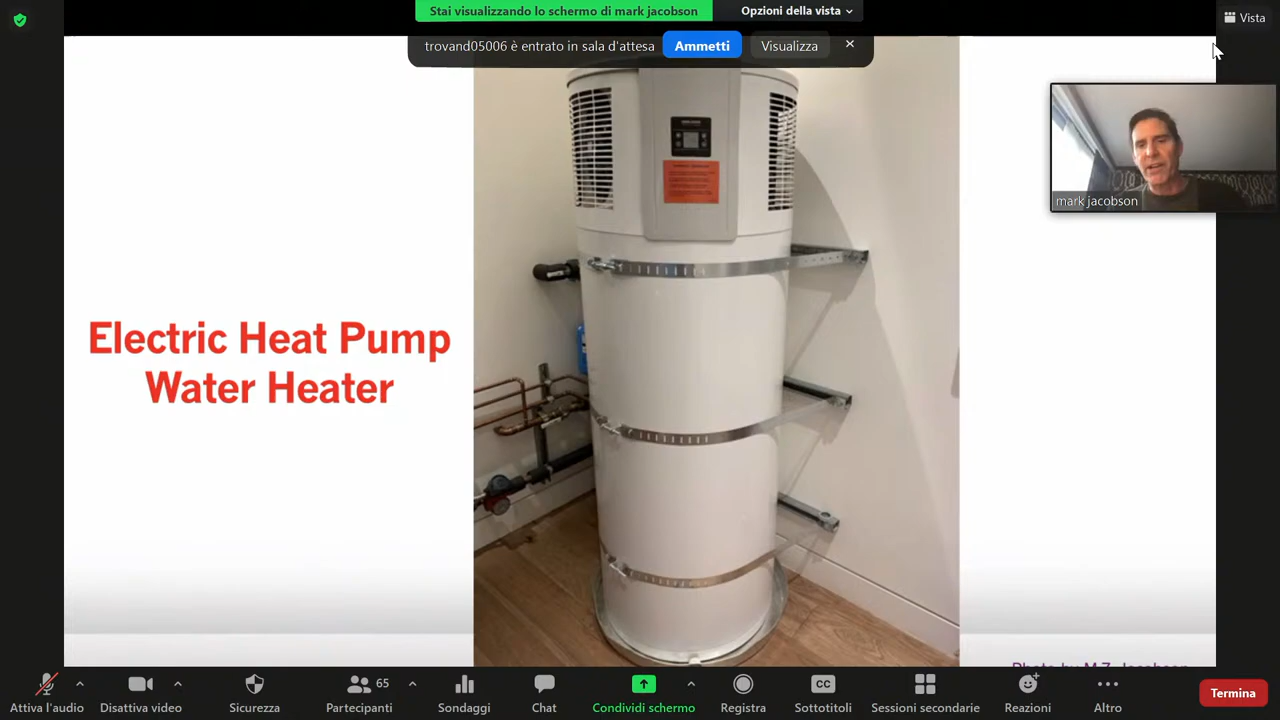 Stai visualizzando lo schermo di mark jacobson
Opzioni della vista
Vista
trovand05006 è entrato in sala d'attesa
Ammetti
Visualizza
mark jacobson
Electric Heat Pump
Water Heater
Attiva l'audio
Disattiva video
Sicurezza
65
Partecipanti
Sondaggi
Chat
Condividi schermo
Registra
CC
Sottotitoli
Sessioni secondarie
Reazioni
Altro
Termina